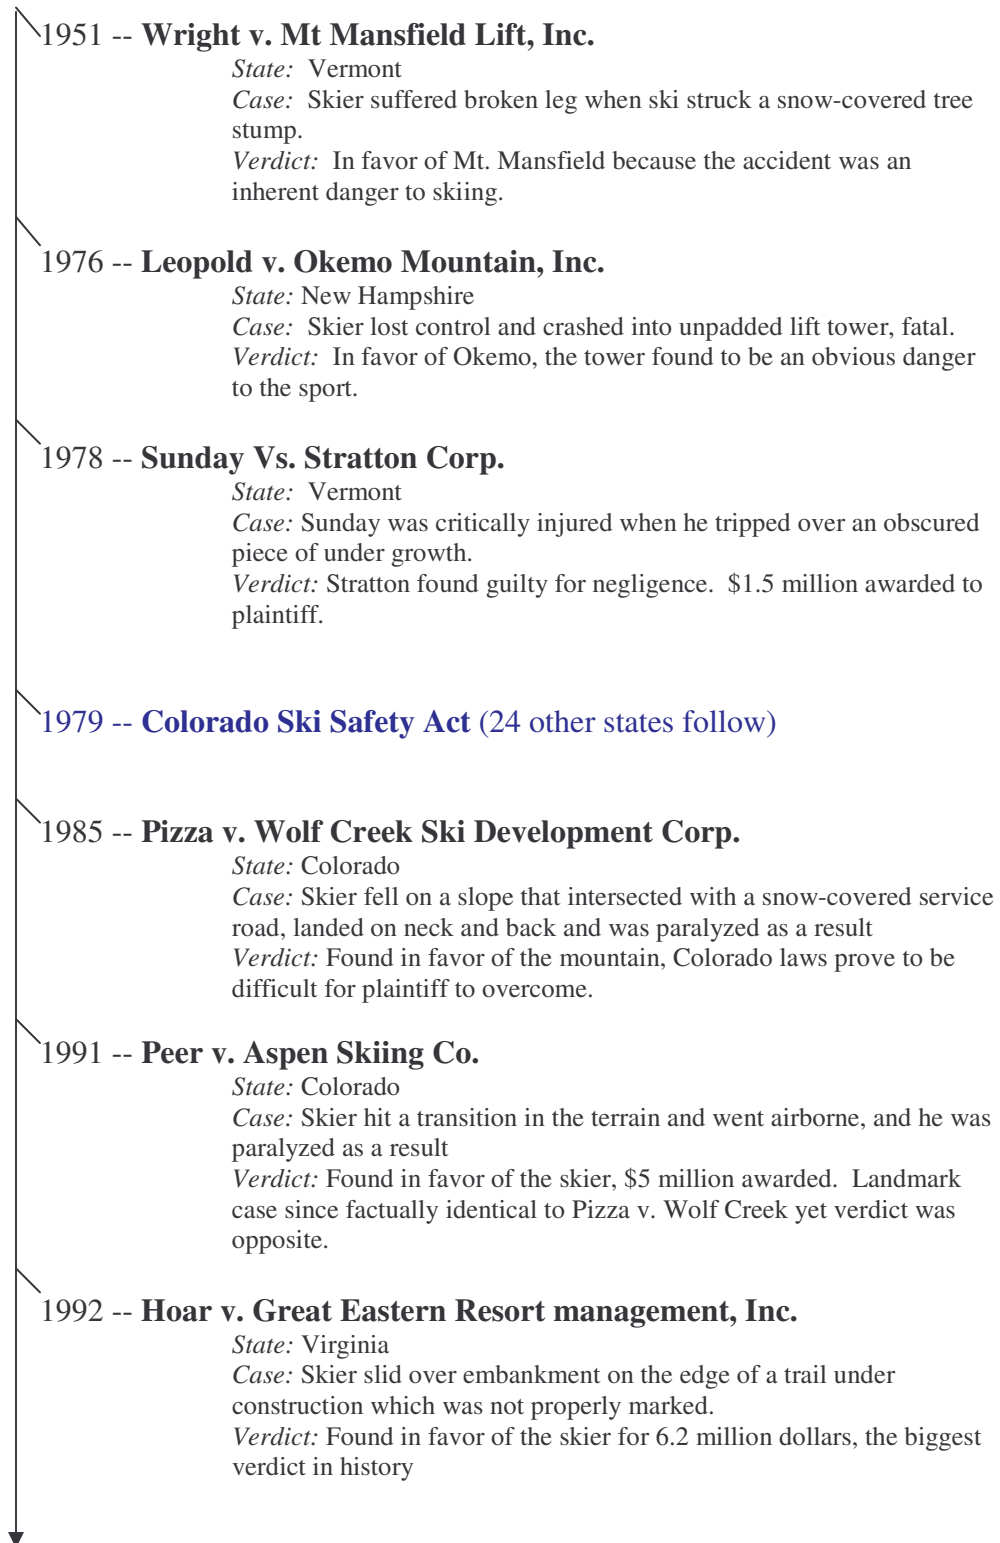 1951 -- Wright v. Mt Mansfield Lift, Inc.
State: Vermont
Case: Skier suffered broken leg when ski struck a snow-covered tree
stump.
Verdict: In favor of Mt. Mansfield because the accident was an
inherent danger to skiing.
1976 -- Leopold v. Okemo Mountain, Inc.
State: New Hampshire
Case: Skier lost control and crashed into unpadded lift tower, fatal.
Verdict: In favor of Okemo, the tower found to be an obvious danger
to the sport.
1978 -- Sunday Vs. Stratton Corp.
State: Vermont
Case: Sunday was critically injured when he tripped over an obscured
piece of under growth.
Verdict: Stratton found guilty for negligence. $1.5 million awarded to
plaintiff.
1979 -- Colorado Ski Safety Act (24 other states follow)
1985 -- Pizza v. Wolf Creek Ski Development Corp.
State: Colorado
Case: Skier fell on a slope that intersected with a snow-covered service
road, landed on neck and back and was paralyzed as a result
Verdict: Found in favor of the mountain, Colorado laws prove to be
difficult for plaintiff to overcome.
1991 -- Peer v. Aspen Skiing Co.
State: Colorado
Case: Skier hit a transition in the terrain and went airborne, and he was
paralyzed as a result
Verdict: Found in favor of the skier, $5 million awarded. Landmark
case since factually identical to Pizza v. Wolf Creek yet verdict was
opposite.
1992 -- Hoar v. Great Eastern Resort management, Inc.
State: Virginia
Case: Skier slid over embankment on the edge of a trail under
construction which was not properly marked.
Verdict: Found in favor of the skier for 6.2 million dollars, the biggest
verdict in history